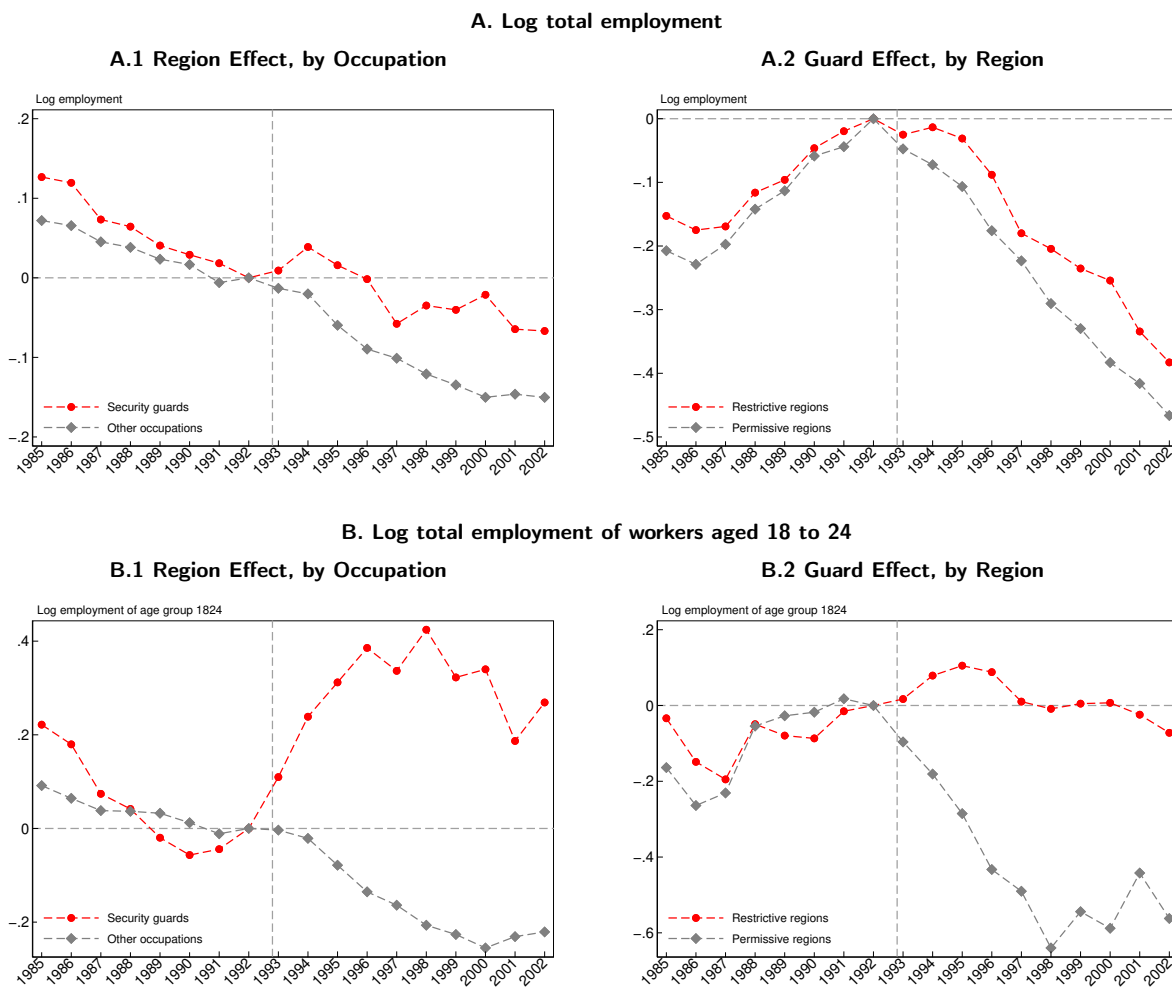 A. Log total employment
A.1 Region Effect, by Occupation
Log employment
.2
.1
0
-.1
-.2
Security guards
Other occupations
1985 1986 1987 1988 1989 1990 1991 1992 1993 1994 1995 1996 1997 1998 1999 2000 2001 2002
A.2 Guard Effect, by Region
Log employment
0
-.1
-.2
-.3
-.4
-.5
Restrictive regions
Permissive regions
1985 1986 1987 1988 1989 1990 1991 1992 1993 1994 1995 1996 1997 1998 1999 2000 2001 2002
B. Log total employment of workers aged 18 to 24
B.1 Region Effect, by Occupation
Log employment of age group 1824
.4
.2
0
-.2
Security guards
Other occupations
1985 1986 1987 1988 1989 1990 1991 1992 1993 1994 1995 1996 1997 1998 1999 2000 2001 2002
B.2 Guard Effect, by Region
Log employment of age group 1824
.2
0
-.2
-.4
-.6
Restrictive regions
Permissive regions
1985 1986 1987 1988 1989 1990 1991 1992 1993 1994 1995 1996 1997 1998 1999 2000 2001 2002